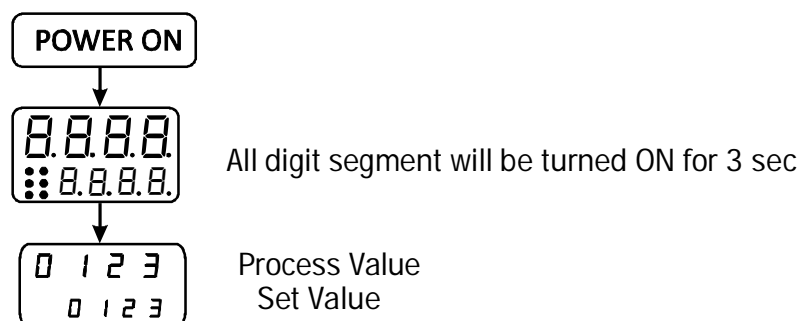 POWER ON
8.8.8.8.
8.8.8.8.
All digit segment will be turned ON for 3 sec
0 1 2 3
Process Value
0 1 2 3
Set Value